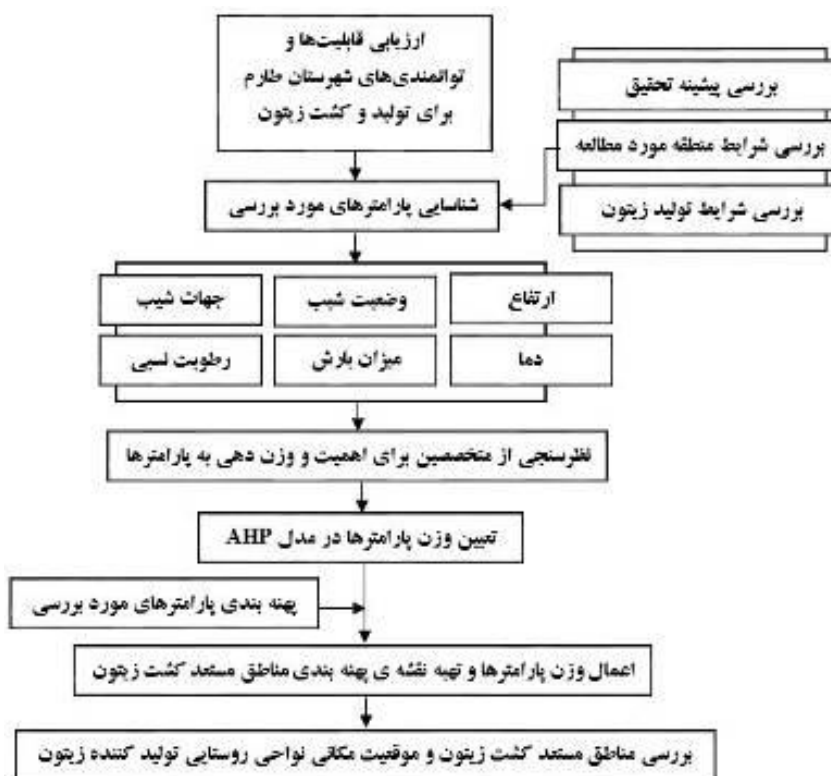 ارزیابی قابلیت‌ها و
توانمندی‌های شهرستان طارم
برای تولید و کشت زیتون
بررسی پیشینه تحقیق
بررسی شرایط منطقه مورد مطالعه
بررسی شرایط تولید زیتون
شناسایی پارامترهای مورد بررسی
ارتفاع
وضعیت شیب
جهات شیب
دما
میزان بارش
رطوبت نسبی
نظرسنجی از متخصصین برای اهمیت و وزن دهی به پارامترها
تعیین وزن پارامترها در مدل AHP
پهنه بندی پارامترهای مورد بررسی
اعمال وزن پارامترها و تهیه نقشه ی پهنه بندی مناطق مستعد کشت زیتون
بررسی مناطق مستعد کشت زیتون و موقعیت مکانی نواحی روستایی تولید کننده زیتون